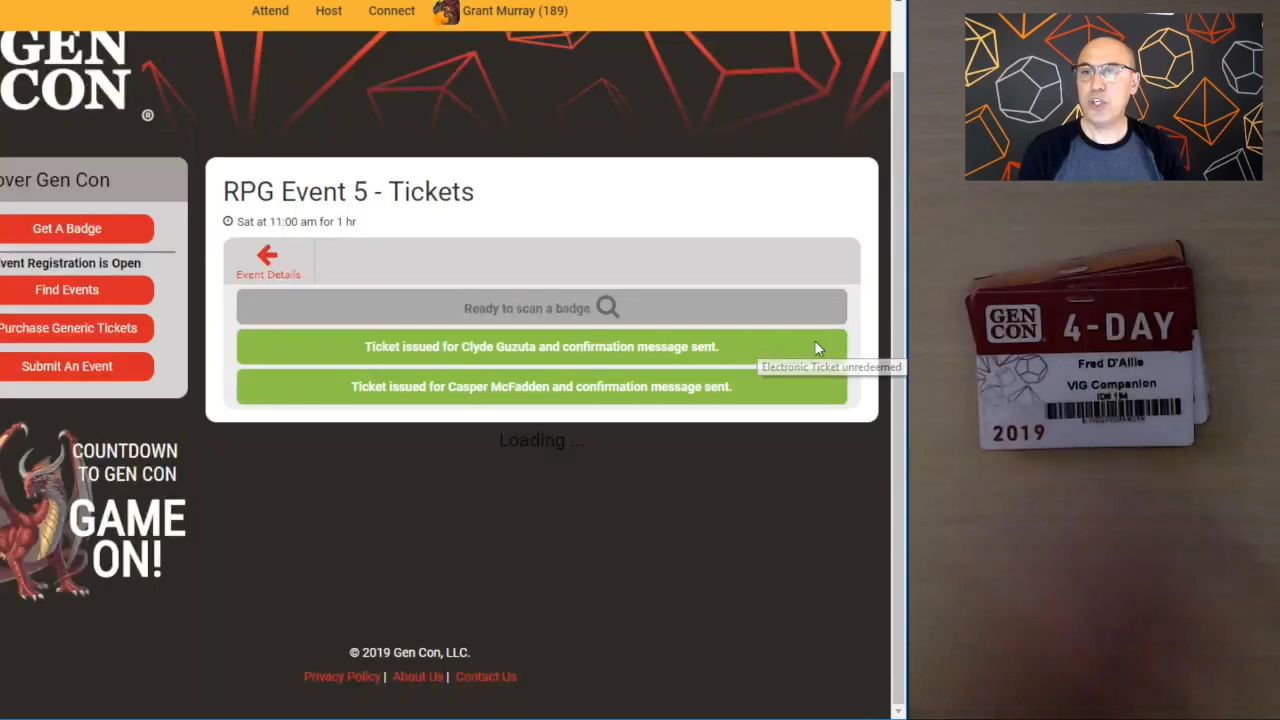 Attend Host Connect Grant Murray (189)
GEN
CON
®
over Gen Con
Get A Badge
vent Registration is Open
Find Events
Purchase Generic Tickets
Submit An Event
COUNTDOWN
TO GEN CON
GAME
ON!
RPG Event 5 - Tickets
Sat at 11:00 am for 1 hr
Event Details
Ready to scan a badge
Ticket issued for Clyde Guzuta and confirmation message sent.
Electronic Ticket unredeemed
Ticket issued for Casper McFadden and confirmation message sent.
Loading ...
© 2019 Gen Con, LLC.
Privacy Policy | About Us | Contact Us
GEN
CON
4-DAY
Fred D'Allie
VIG Companion
2019